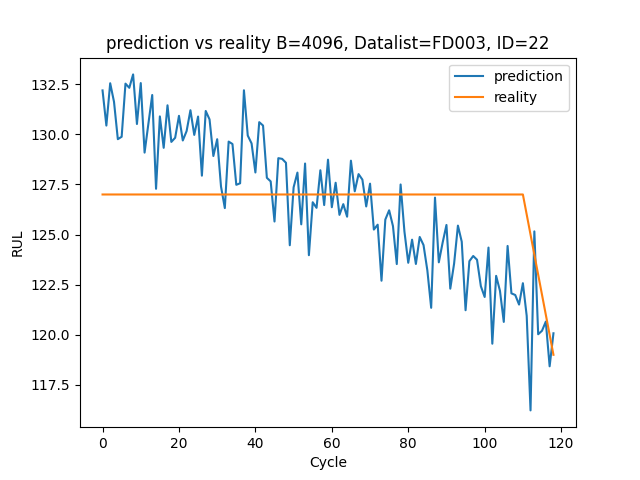 prediction vs reality B=4096, Datalist=FD003, ID=22
prediction
reality
132.5
130.0
127.5
125.0
122.5
120.0
117.5
RUL
0 20 40 60 80 100 120
Cycle